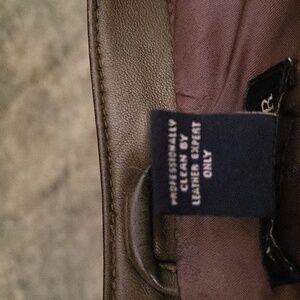 PROFESSIONALLY
CLEAN BY
LEATHER EXPERT
ONLY
R